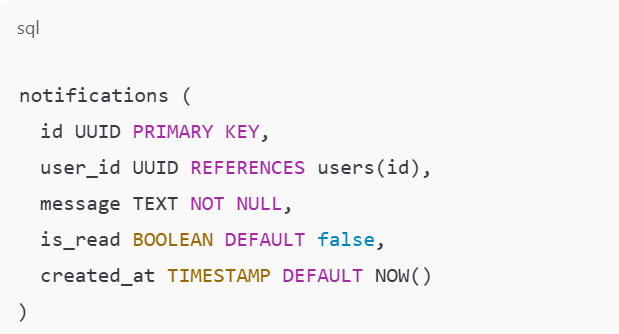 sql
notifications (
id UUID PRIMARY KEY,
user_id UUID REFERENCES users(id),
message TEXT NOT NULL,
is_read BOOLEAN DEFAULT false,
created_at TIMESTAMP DEFAULT NOW()
)